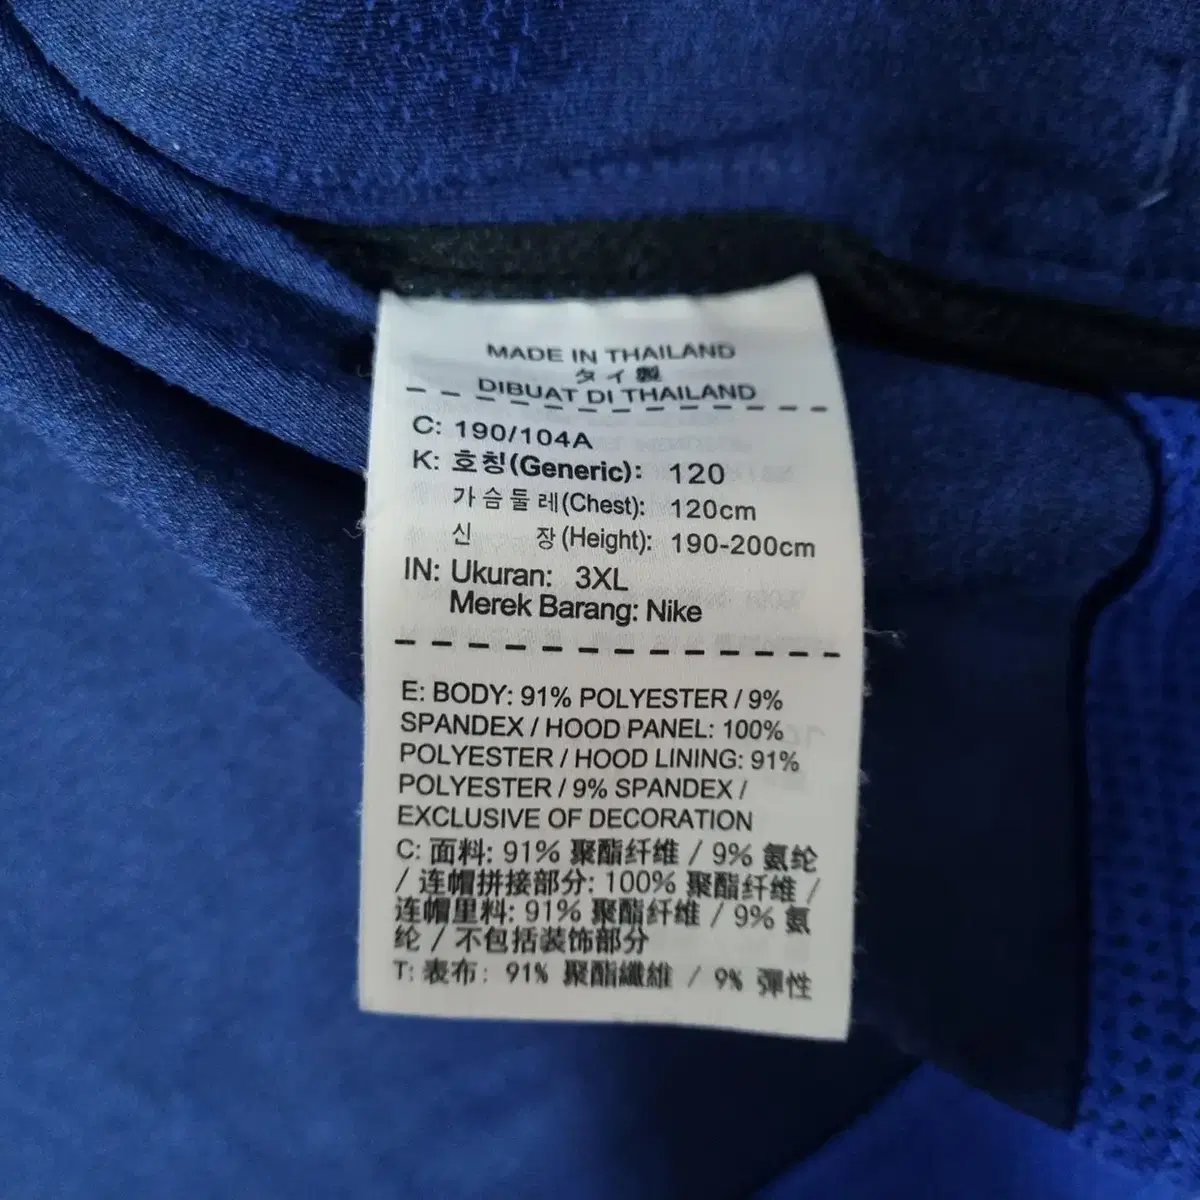 MADE IN THAILAND
タイ製
DIBUAT DI THAILAND
C: 190/104A
K: 호칭(Generic): 120
가슴둘레(Chest): 120cm
신 장(Height): 190-200cm
IN: Ukuran: 3XL
Merek Barang: Nike
E: BODY: 91% POLYESTER / 9%
SPANDEX / HOOD PANEL: 100%
POLYESTER / HOOD LINING: 91%
POLYESTER / 9% SPANDEX /
EXCLUSIVE OF DECORATION
C: 面料: 91% 聚酯纤维 / 9% 氨纶
/ 连帽拼接部分: 100% 聚酯纤维 /
连帽里料: 91% 聚酯纤维 / 9% 氨
纶 / 不包括装饰部分
T: 表布: 91% 聚酯纖維 / 9% 彈性